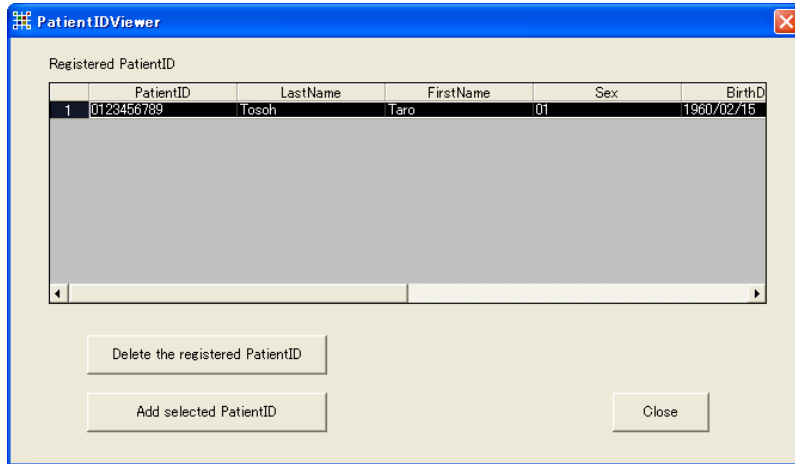 PatientIDViewer
Registered PatientID
PatientID LastName FirstName Sex BirthD
1 0123456789 Tosoh Taro 01 1960/02/15
Delete the registered PatientID
Add selected PatientID Close